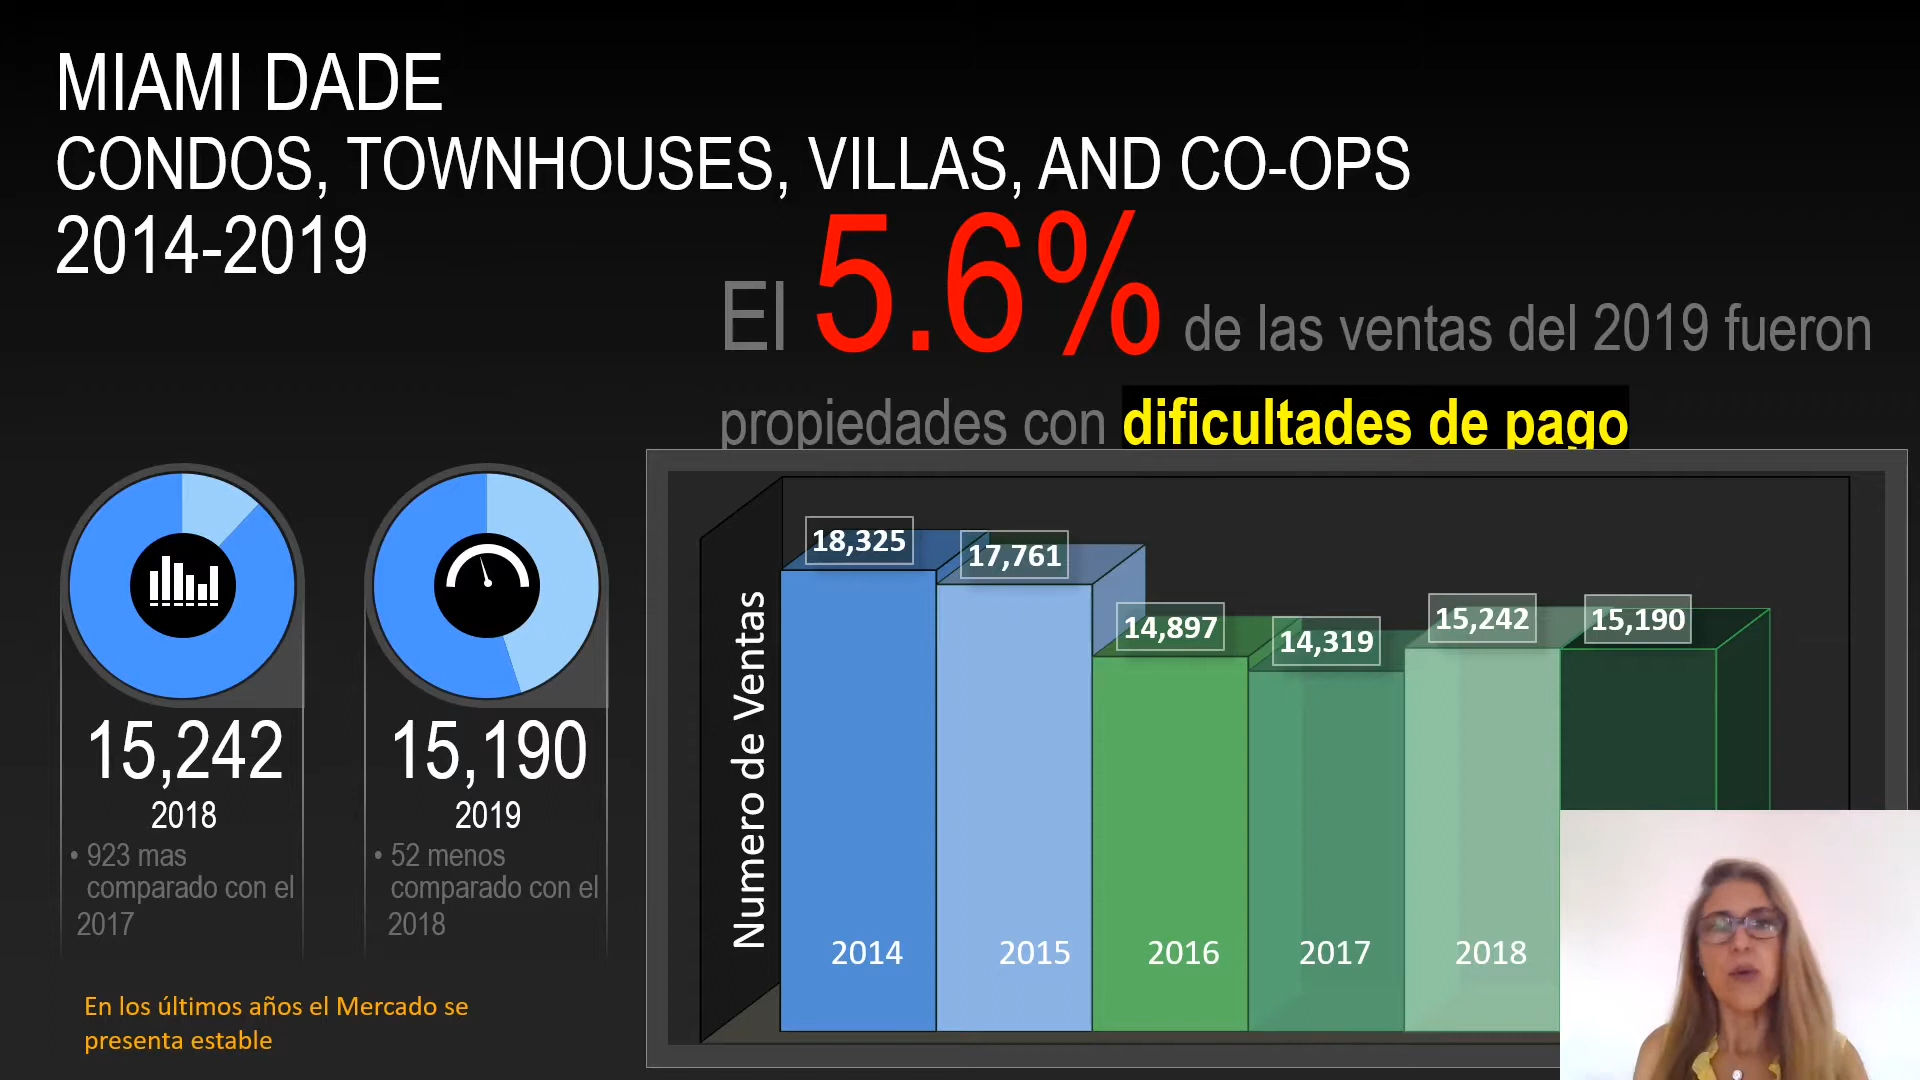 MIAMI DADE
CONDOS, TOWNHOUSES, VILLAS, AND CO-OPS
2014-2019
El 5.6% de las ventas del 2019 fueron
propiedades con dificultades de pago
15,242
2018
• 923 mas
comparado con el
2017
15,190
2019
• 52 menos
comparado con el
2018
En los últimos años el Mercado se
presenta estable
Numero de Ventas
18,325
17,761
14,897
14,319
15,242
15,190
2014
2015
2016
2017
2018